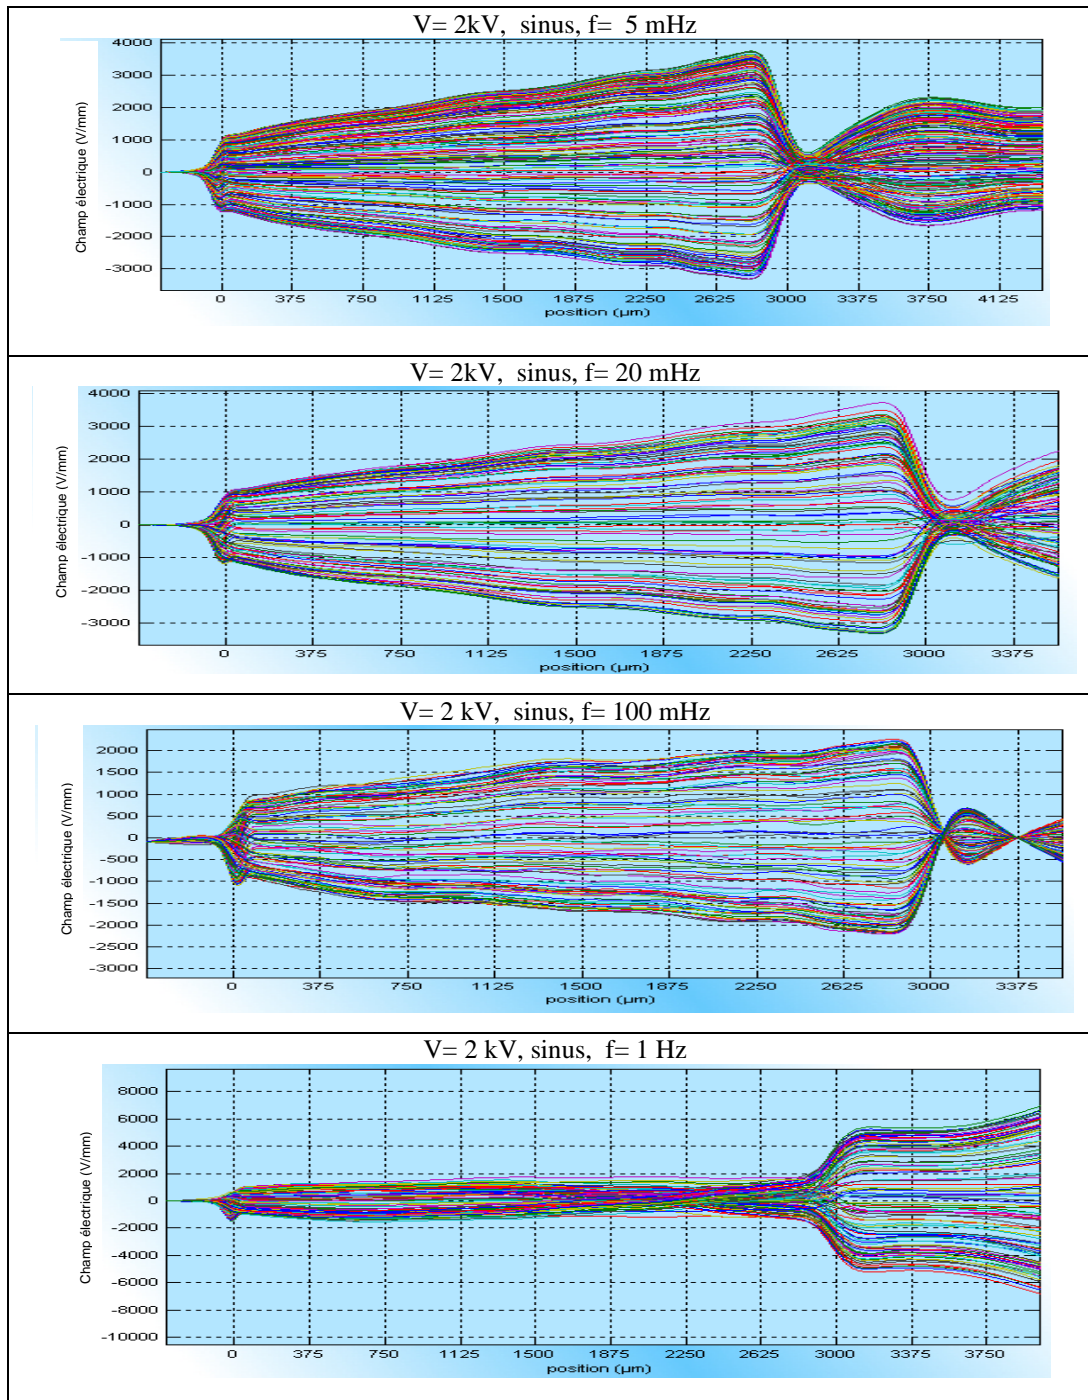 V= 2kV, sinus, f= 5 mHz
Champ électrique (V/mm)
4000
3000
2000
1000
0
-1000
-2000
-3000
0 375 750 1125 1500 1875 2250 2625 3000 3375 3750 4125
position (µm)
V= 2kV, sinus, f= 20 mHz
Champ électrique (V/mm)
4000
3000
2000
1000
0
-1000
-2000
-3000
0 375 750 1125 1500 1875 2250 2625 3000 3375
position (µm)
V= 2 kV, sinus, f= 100 mHz
Champ électrique (V/mm)
2000
1500
1000
500
0
-500
-1000
-1500
-2000
-2500
-3000
0 375 750 1125 1500 1875 2250 2625 3000 3375
position (µm)
V= 2 kV, sinus, f= 1 Hz
Champ électrique (V/mm)
8000
6000
4000
2000
0
-2000
-4000
-6000
-8000
-10000
0 375 750 1125 1500 1875 2250 2625 3000 3375 3750
position (µm)